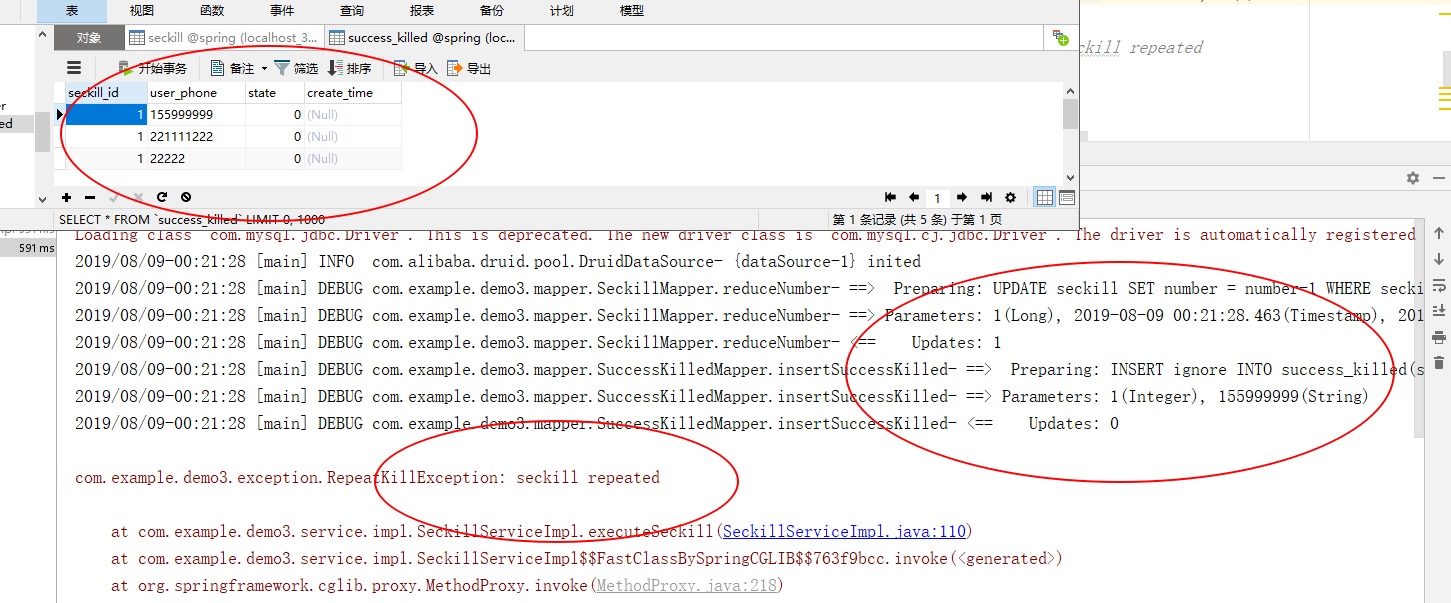 表 视图 函数 事件 查询 报表 备份 计划 模型
对象 seckill @spring (localhost_3... success_killed @spring (loc...
ckill repeated
开始事务 备注 筛选 排序 导入 导出
seckill_id user_phone state create_time
1 155999999 0 (Null)
ed
1 221111222 0 (Null)
1 22222 0 (Null)
1
SELECT * FROM `success_killed` LIMIT 0, 1000 第 1 条记录 (共 5 条) 于第 1 页
591 ms
Loading class `com.mysql.jdbc.Driver'. This is deprecated. The new driver class is `com.mysql.cj.jdbc.Driver'. The driver is automatically registered
2019/08/09-00:21:28 [main] INFO  com.alibaba.druid.pool.DruidDataSource- {dataSource-1} inited
2019/08/09-00:21:28 [main] DEBUG com.example.demo3.mapper.SeckillMapper.reduceNumber- ==>  Preparing: UPDATE seckill SET number = number-1 WHERE secki
2019/08/09-00:21:28 [main] DEBUG com.example.demo3.mapper.SeckillMapper.reduceNumber- ==> Parameters: 1(Long), 2019-08-09 00:21:28.463(Timestamp), 201
2019/08/09-00:21:28 [main] DEBUG com.example.demo3.mapper.SeckillMapper.reduceNumber- <==    Updates: 1
2019/08/09-00:21:28 [main] DEBUG com.example.demo3.mapper.SuccessKilledMapper.insertSuccessKilled- ==>  Preparing: INSERT ignore INTO success_killed(s
2019/08/09-00:21:28 [main] DEBUG com.example.demo3.mapper.SuccessKilledMapper.insertSuccessKilled- ==> Parameters: 1(Integer), 155999999(String)
2019/08/09-00:21:28 [main] DEBUG com.example.demo3.mapper.SuccessKilledMapper.insertSuccessKilled- <==    Updates: 0
com.example.demo3.exception.RepeatKillException: seckill repeated
at com.example.demo3.service.impl.SeckillServiceImpl.executeSeckill(SeckillServiceImpl.java:110)
at com.example.demo3.service.impl.SeckillServiceImpl$$FastClassBySpringCGLIB$$763f9bcc.invoke(<generated>)
at org.springframework.cglib.proxy.MethodProxy.invoke(MethodProxy.java:218)